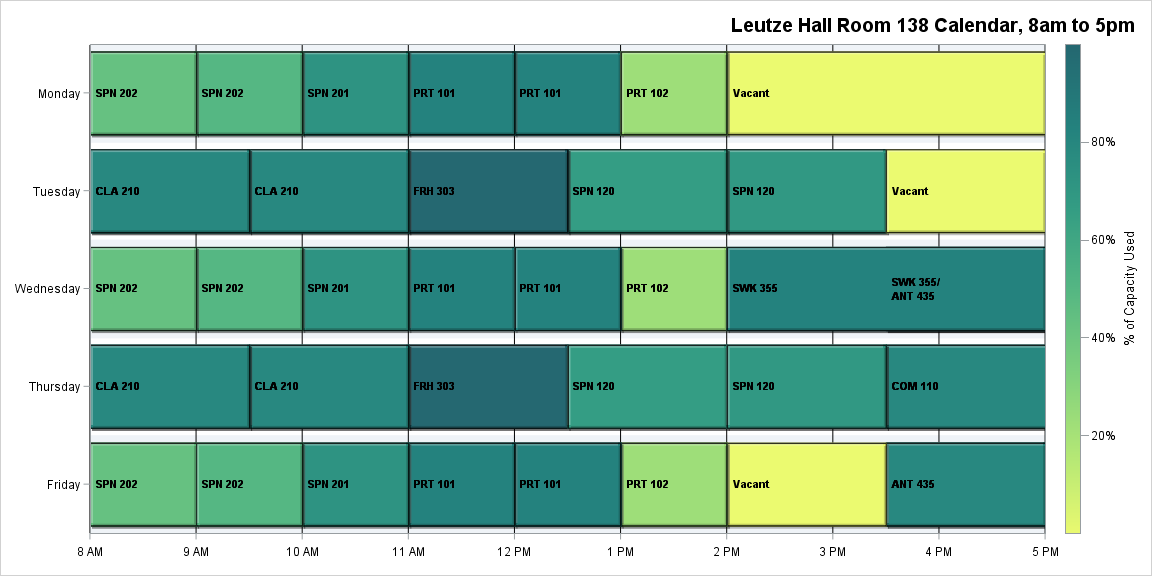 Leutze Hall Room 138 Calendar, 8am to 5pm
Monday
SPN 202
SPN 202
SPN 201
PRT 101
PRT 101
PRT 102
Vacant
Tuesday
CLA 210
CLA 210
FRH 303
SPN 120
SPN 120
Vacant
Wednesday
SPN 202
SPN 202
SPN 201
PRT 101
PRT 101
PRT 102
SWK 355
SWK 355/
ANT 435
Thursday
CLA 210
CLA 210
FRH 303
SPN 120
SPN 120
COM 110
Friday
SPN 202
SPN 202
SPN 201
PRT 101
PRT 101
PRT 102
Vacant
ANT 435
8 AM
9 AM
10 AM
11 AM
12 PM
1 PM
2 PM
3 PM
4 PM
5 PM
80%
60%
40%
20%
% of Capacity Used